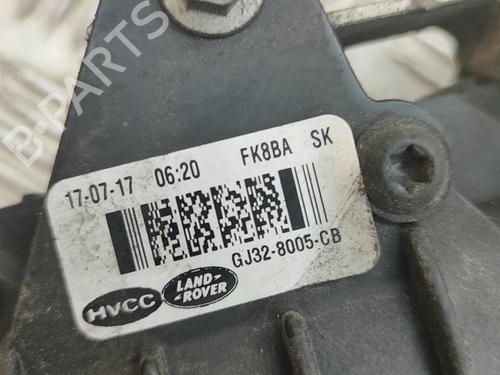 B-PARTS
17-07-17 06:20 FK8BA SK
GJ32-8005-CB
HVCC
LAND-
-ROVER